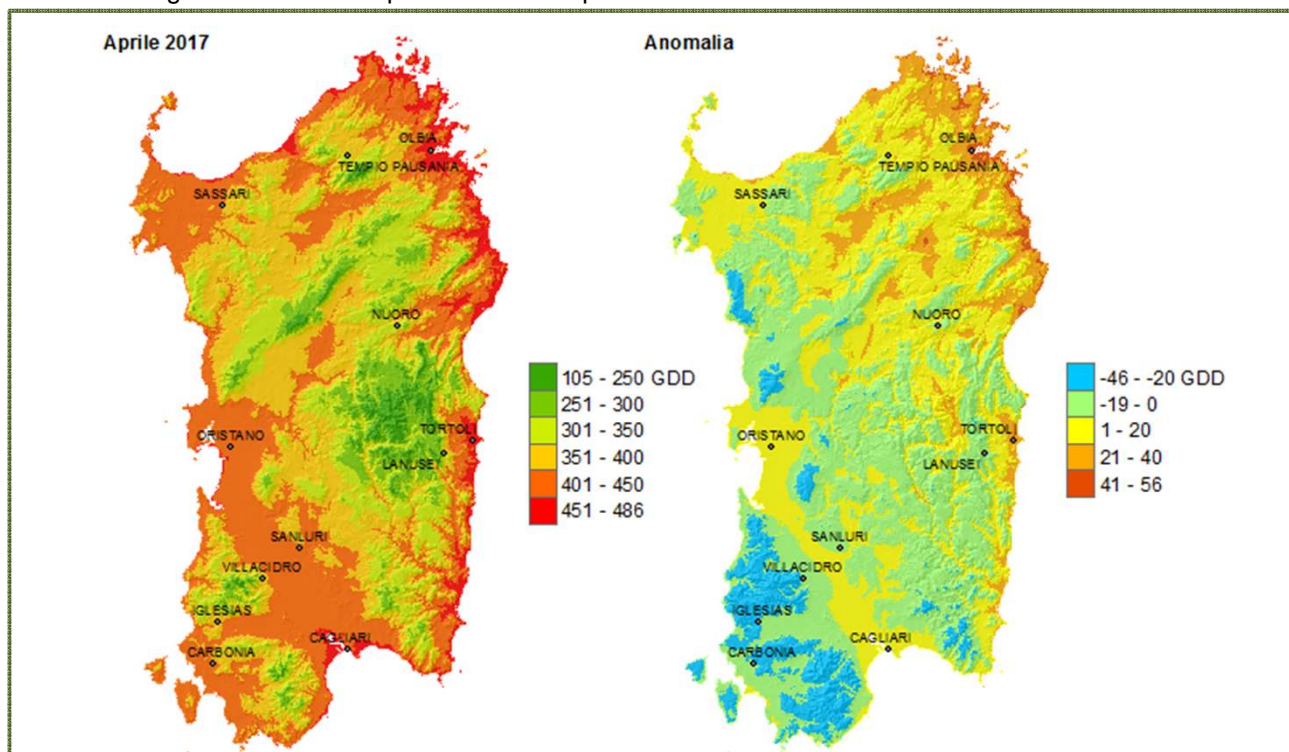 Aprile 2017
OLBIA
TEMPIO PAUSANIA
SASSARI
NUORO
ORISTANO
TORTOLI
LANUSEI
SANLURI
VILLACIDRO
IGLESIAS
CAGLIARI
CARBONIA
105 - 250 GDD
251 - 300
301 - 350
351 - 400
401 - 450
451 - 486
Anomalia
OLBIA
TEMPIO PAUSANIA
SASSARI
NUORO
ORISTANO
TORTOLI
LANUSEI
SANLURI
VILLACIDRO
IGLESIAS
CAGLIARI
CARBONIA
-46 - -20 GDD
-19 - 0
1 - 20
21 - 40
41 - 56